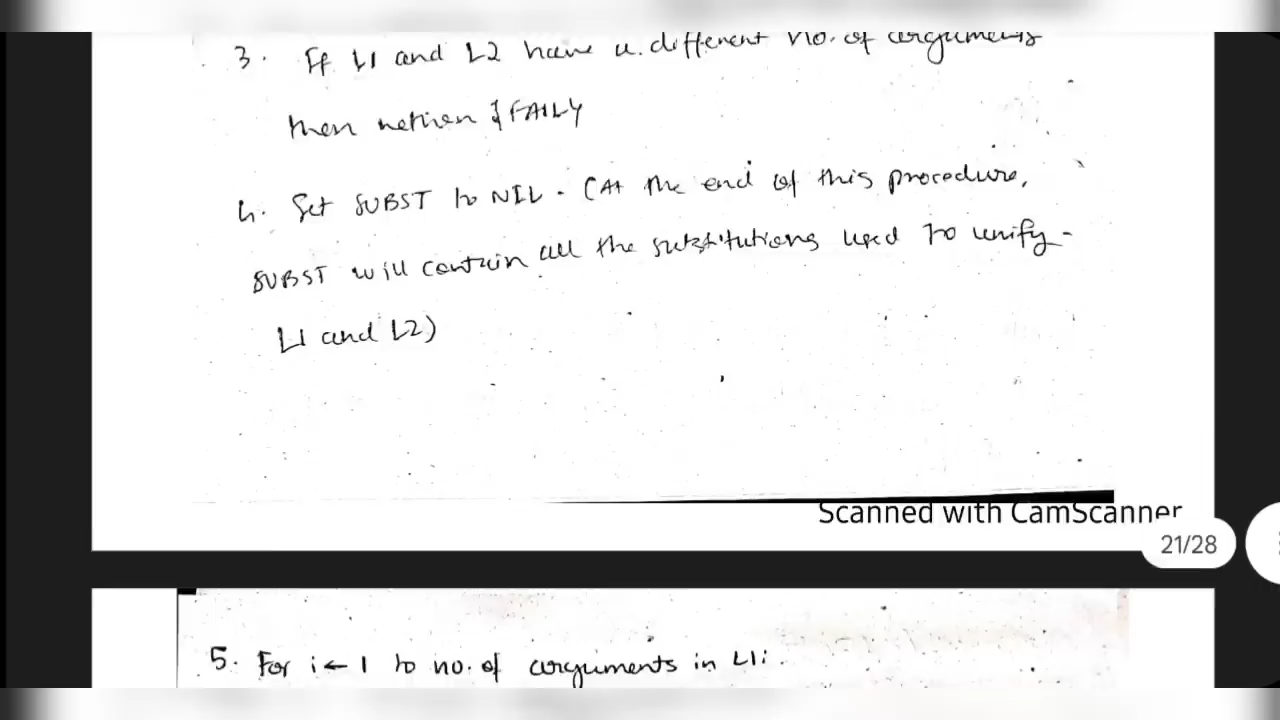 3. If L1 and L2 have a different no. of arguments
then return {FAIL}
4. Set SUBST to NIL. (At the end of this procedure,
SUBST will contain all the substitutions used to unify
L1 and L2)
Scanned with CamScanner
21/28
5. For i ← 1 to no. of arguments in L1: